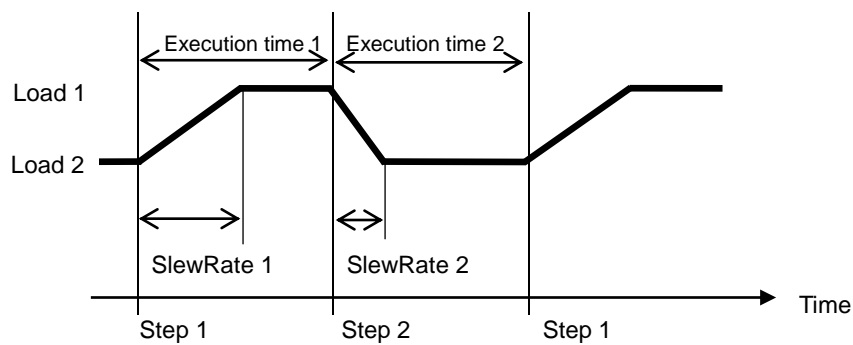 Execution time 1
Execution time 2
Load 1
Load 2
SlewRate 1
SlewRate 2
Time
Step 1
Step 2
Step 1